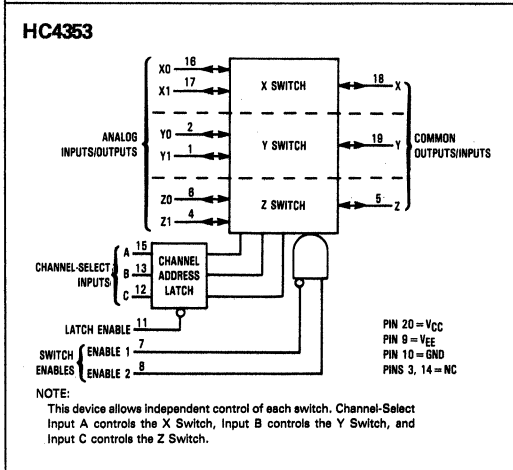 HC4353
X0 16
X1 17
X SWITCH
18 X
ANALOG
INPUTS/OUTPUTS
Y0 2
Y1 1
Y SWITCH
19 Y
COMMON
OUTPUTS/INPUTS
Z0 6
Z1 4
Z SWITCH
5 Z
CHANNEL-SELECT
INPUTS
A 15
B 13
C 12
CHANNEL
ADDRESS
LATCH
LATCH ENABLE 11
SWITCH
ENABLES
ENABLE 1 7
ENABLE 2 8
PIN 20 = VCC
PIN 9 = VEE
PIN 10 = GND
PINS 3, 14 = NC
NOTE:
This device allows independent control of each switch. Channel-Select
Input A controls the X Switch, Input B controls the Y Switch, and
Input C controls the Z Switch.